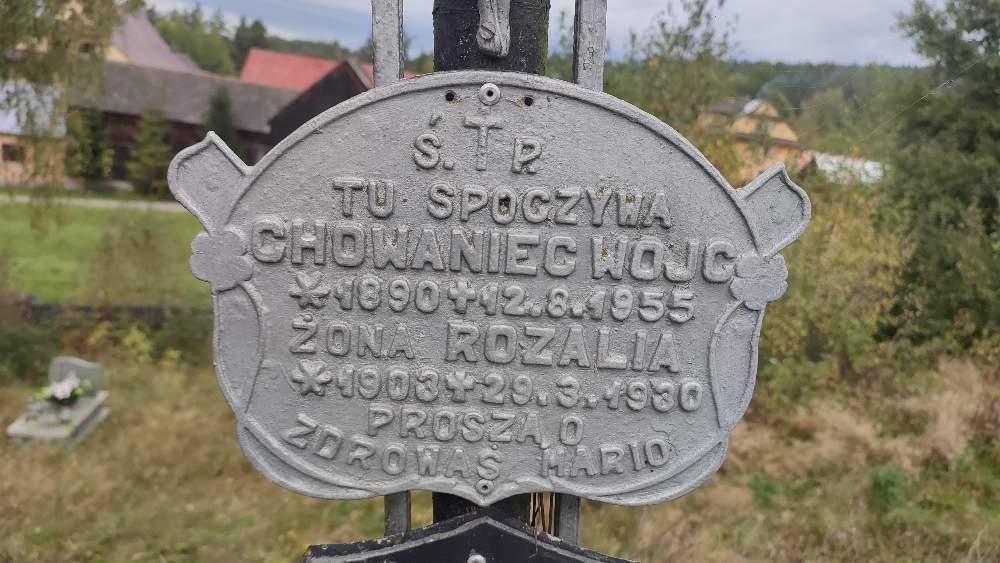 Ś. † P.
TU SPOCZYWA
CHOWANIEC WOJC
*1890 +12.8.1955
ŻONA ROZALIA
*1903 +29.3.1930
PROSZĄ O
ZDROWAŚ MARIO